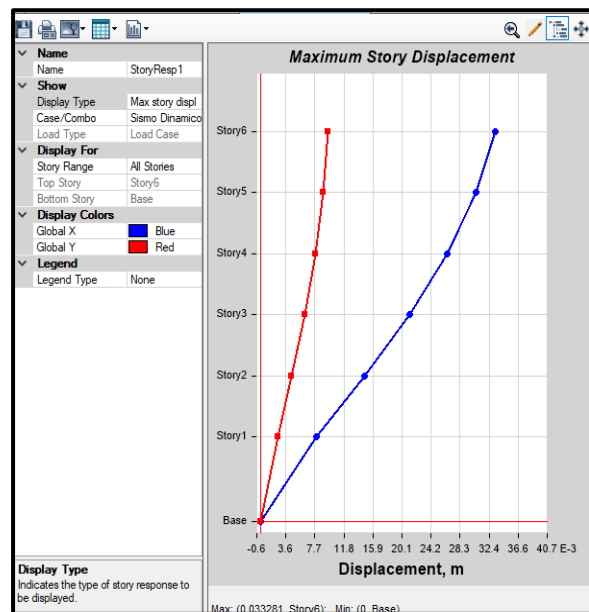 Maximum Story Displacement
Name
Name StoryResp1
Show
Display Type Max story displ
Case/Combo Sismo Dinamico
Load Type Load Case
Display For
Story Range All Stories
Top Story Story6
Bottom Story Base
Display Colors
Global X Blue
Global Y Red
Legend
Legend Type None
Display Type
Indicates the type of story response to
be displayed.
Story6
Story5
Story4
Story3
Story2
Story1
Base
-0.6 3.6 7.7 11.8 15.9 20.1 24.2 28.3 32.4 36.6 40.7 E-3
Displacement, m
Max: (0.033281, Story6); Min: (0, Base)